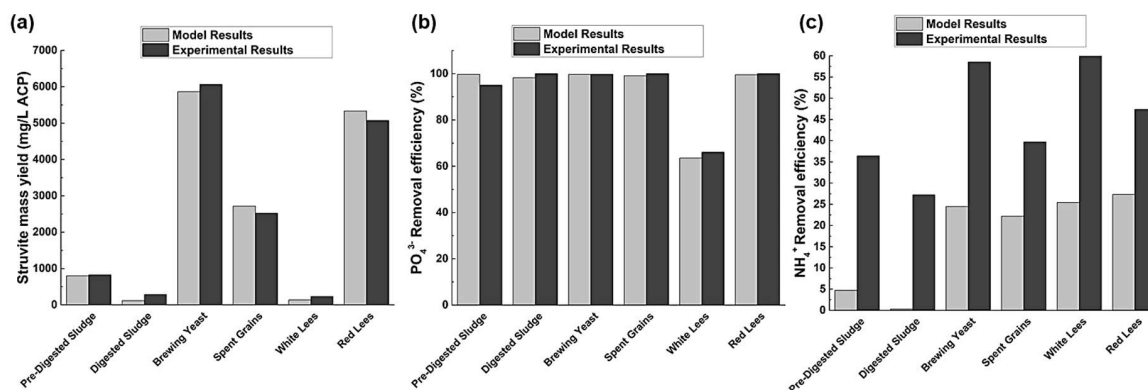 (a)
Model Results
Experimental Results
Struvite mass yield (mg/L ACP)
7000
6000
5000
4000
3000
2000
1000
0
Pre-Digested Sludge
Digested Sludge
Brewing Yeast
Spent Grains
White Lees
Red Lees
(b)
Model Results
Experimental Results
PO₄³⁻ Removal efficiency (%)
100
80
60
40
20
0
Pre-Digested Sludge
Digested Sludge
Brewing Yeast
Spent Grains
White Lees
Red Lees
(c)
Model Results
Experimental Results
NH₄⁺ Removal efficiency (%)
60
55
50
45
40
35
30
25
20
15
10
5
0
Pre-Digested Sludge
Digested Sludge
Brewing Yeast
Spent Grains
White Lees
Red Lees